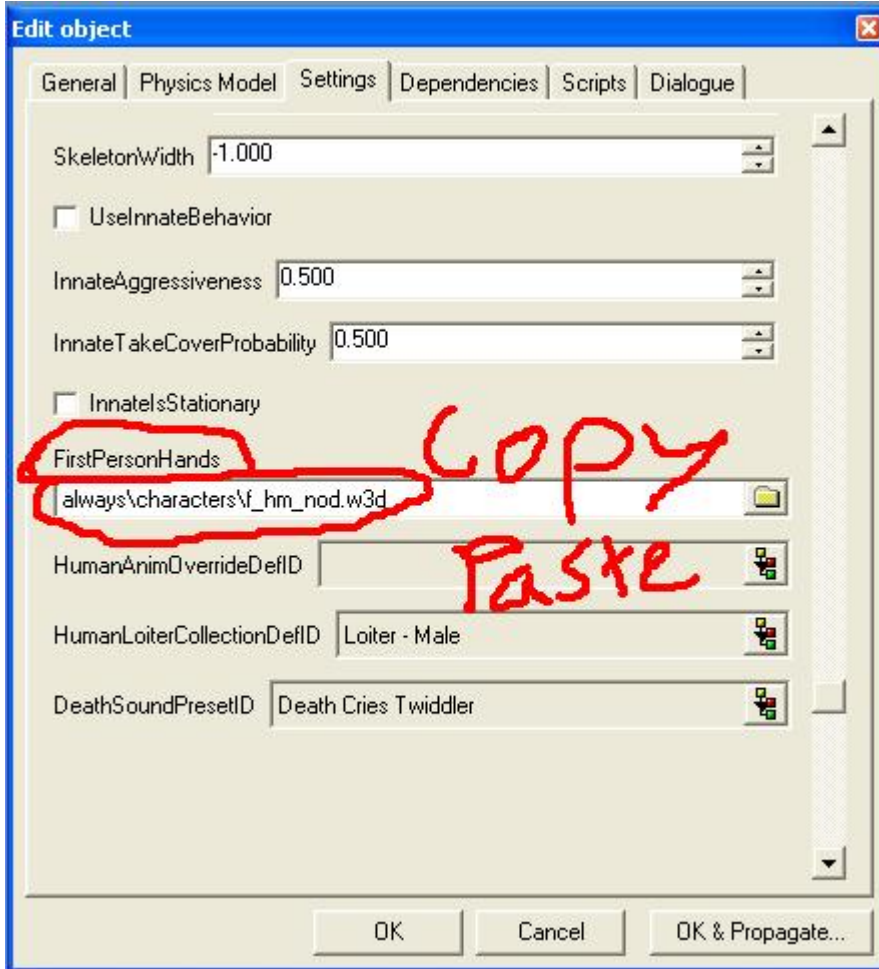 Edit object
General Physics Model Settings Dependencies Scripts Dialogue
SkeletonWidth -1.000
UseInnateBehavior
InnateAggressiveness 0.500
InnateTakeCoverProbability 0.500
InnateIsStationary
FirstPersonHands
always\characters\f_hm_nod.w3d
Copy
Paste
HumanAnimOverrideDefID
HumanLoiterCollectionDefID Loiter - Male
DeathSoundPresetID Death Cries Twiddler
OK Cancel OK & Propagate...